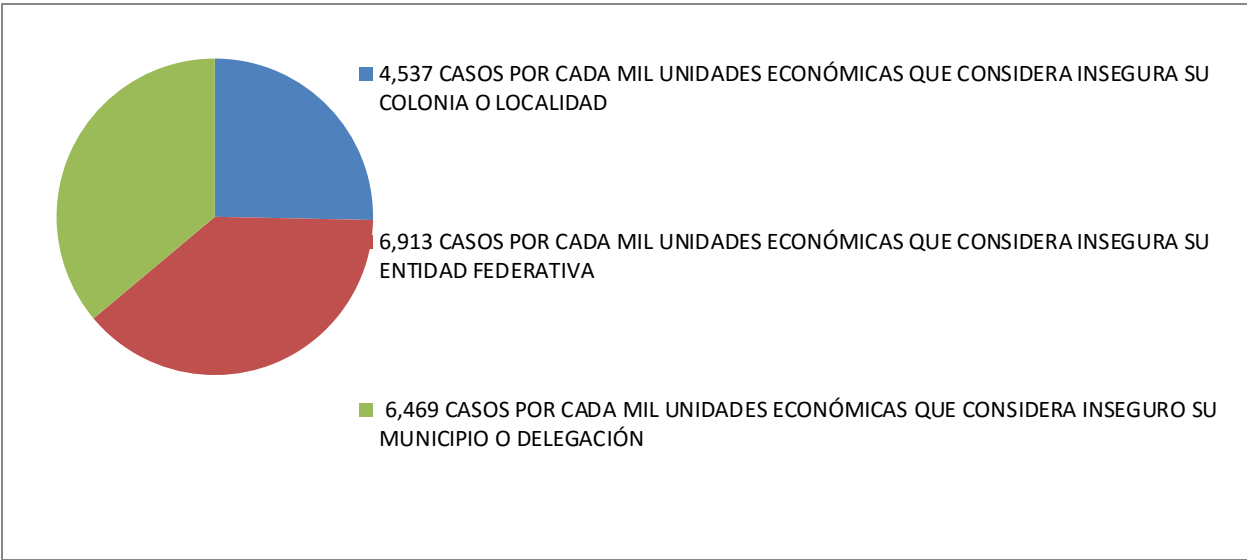 4,537 CASOS POR CADA MIL UNIDADES ECONÓMICAS QUE CONSIDERA INSEGURA SU
COLONIA O LOCALIDAD
6,913 CASOS POR CADA MIL UNIDADES ECONÓMICAS QUE CONSIDERA INSEGURA SU
ENTIDAD FEDERATIVA
6,469 CASOS POR CADA MIL UNIDADES ECONÓMICAS QUE CONSIDERA INSEGURO SU
MUNICIPIO O DELEGACIÓN